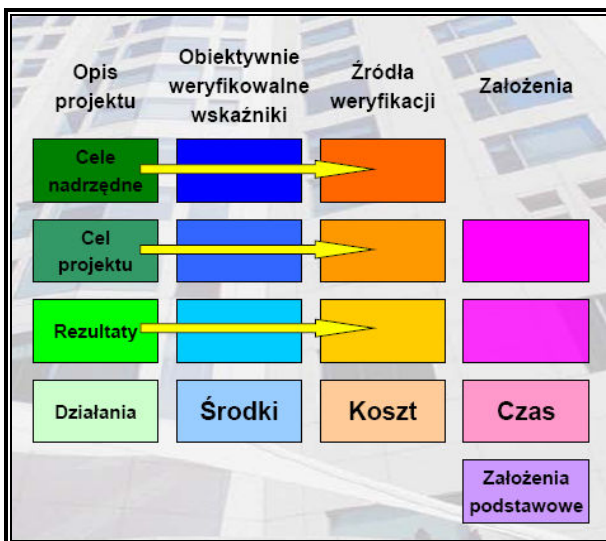 Opis
projektu
Obiektywnie
weryfikowalne
wskaźniki
Źródła
weryfikacji
Założenia
Cele
nadrzędne
Cel
projektu
Rezultaty
Działania
Środki
Koszt
Czas
Założenia
podstawowe